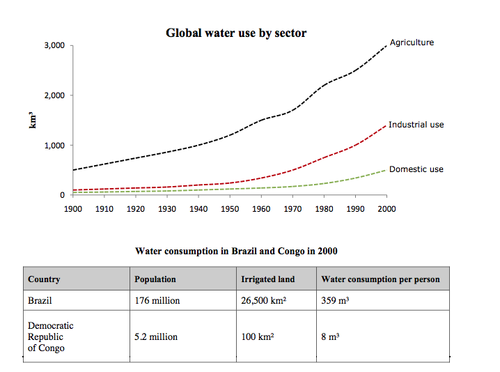 Global water use by sector
3,000
Agriculture
2,000
km³
Industrial use
1,000
Domestic use
0
1900 1910 1920 1930 1940 1950 1960 1970 1980 1990 2000
Water consumption in Brazil and Congo in 2000
Country Population Irrigated land Water consumption per person
Brazil 176 million 26,500 km² 359 m³
Democratic
Republic 5.2 million 100 km² 8 m³
of Congo